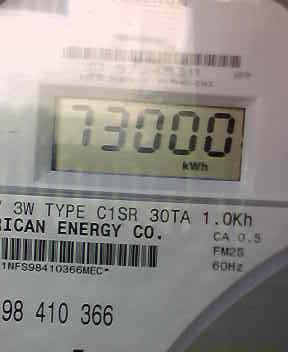 73000
kWh
3W TYPE C1SR 30TA 1.0Kh
RICAN ENERGY CO.
CA 0.5
FM2S
1NFS98410366MEC*
60Hz
98 410 366